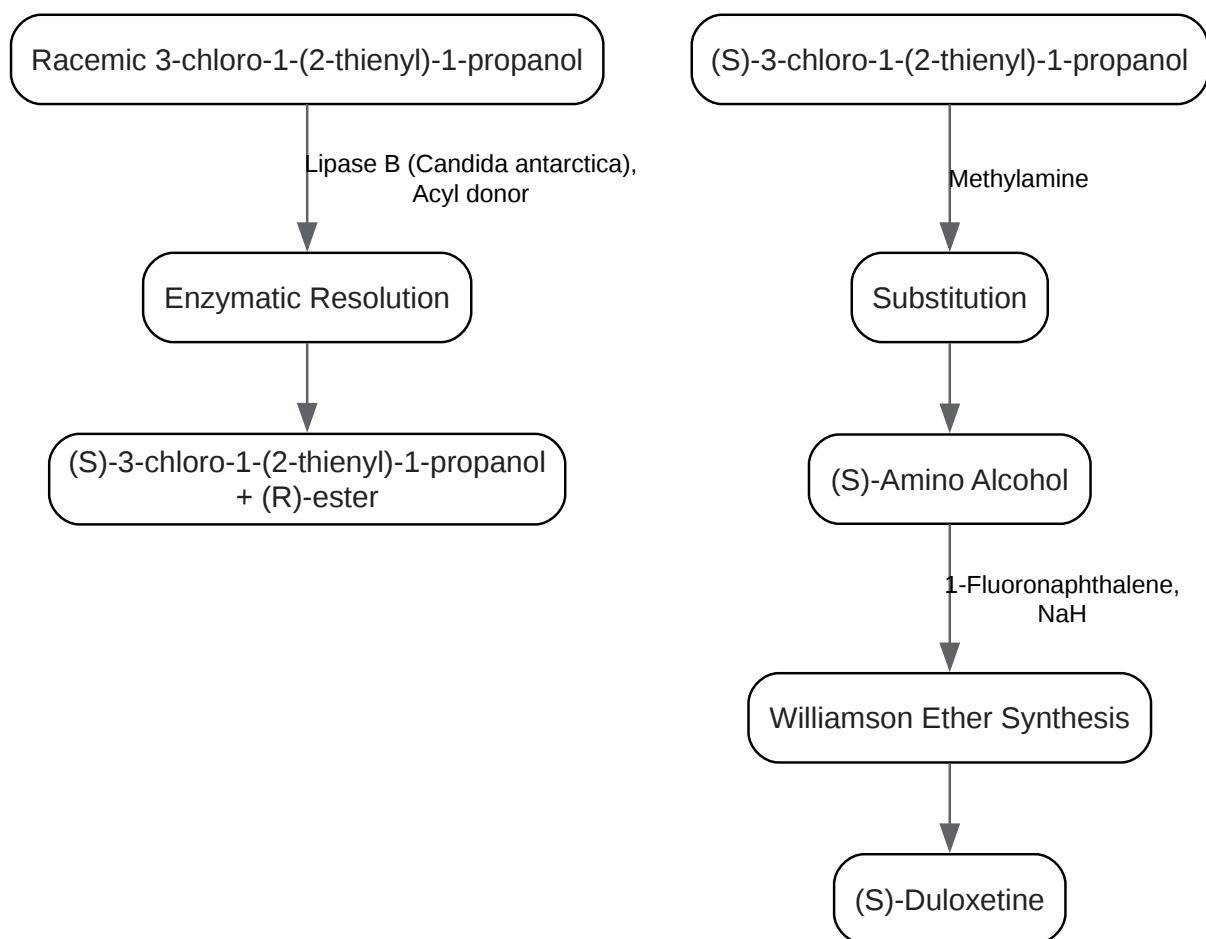 Racemic 3-chloro-1-(2-thienyl)-1-propanol
Lipase B (Candida antarctica),
Acyl donor
Enzymatic Resolution
(S)-3-chloro-1-(2-thienyl)-1-propanol
+ (R)-ester
(S)-3-chloro-1-(2-thienyl)-1-propanol
Methylamine
Substitution
(S)-Amino Alcohol
1-Fluoronaphthalene,
NaH
Williamson Ether Synthesis
(S)-Duloxetine